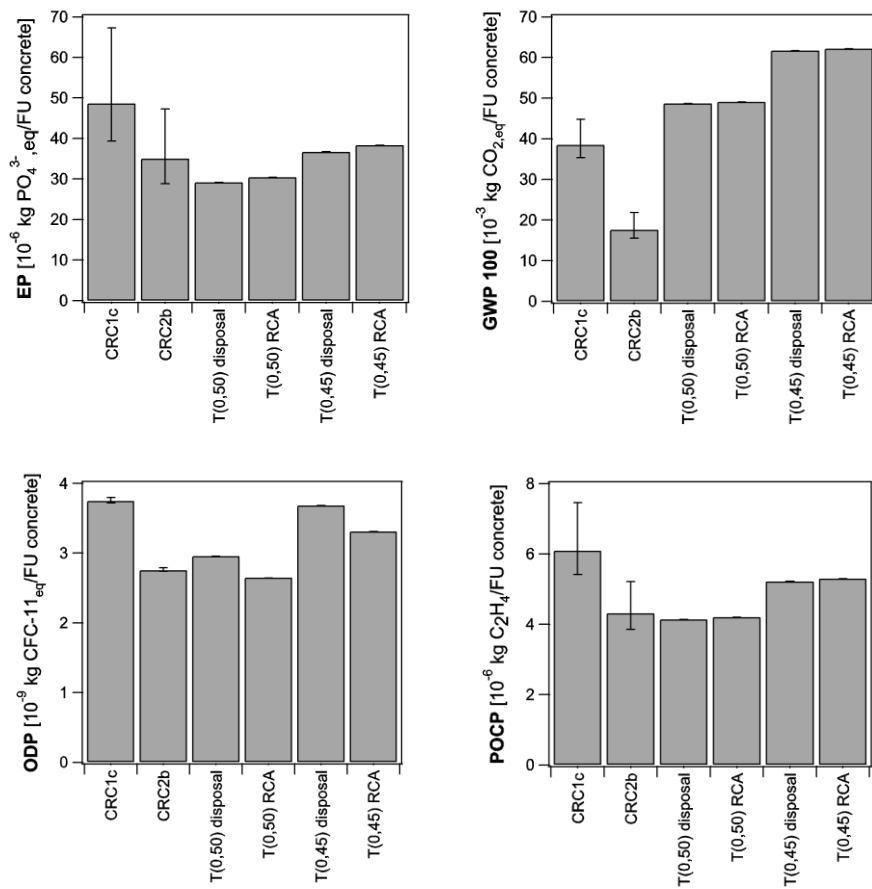 EP [10⁻⁶ kg PO₄³⁻,eq/FU concrete]
70
60
50
40
30
20
10
0
CRC1c
CRC2b
T(0,50) disposal
T(0,50) RCA
T(0,45) disposal
T(0,45) RCA
GWP 100 [10⁻³ kg CO₂,eq/FU concrete]
70
60
50
40
30
20
10
0
CRC1c
CRC2b
T(0,50) disposal
T(0,50) RCA
T(0,45) disposal
T(0,45) RCA
ODP [10⁻⁹ kg CFC-11eq/FU concrete]
4
3
2
1
0
CRC1c
CRC2b
T(0,50) disposal
T(0,50) RCA
T(0,45) disposal
T(0,45) RCA
POCP [10⁻⁶ kg C₂H₄/FU concrete]
8
6
4
2
0
CRC1c
CRC2b
T(0,50) disposal
T(0,50) RCA
T(0,45) disposal
T(0,45) RCA